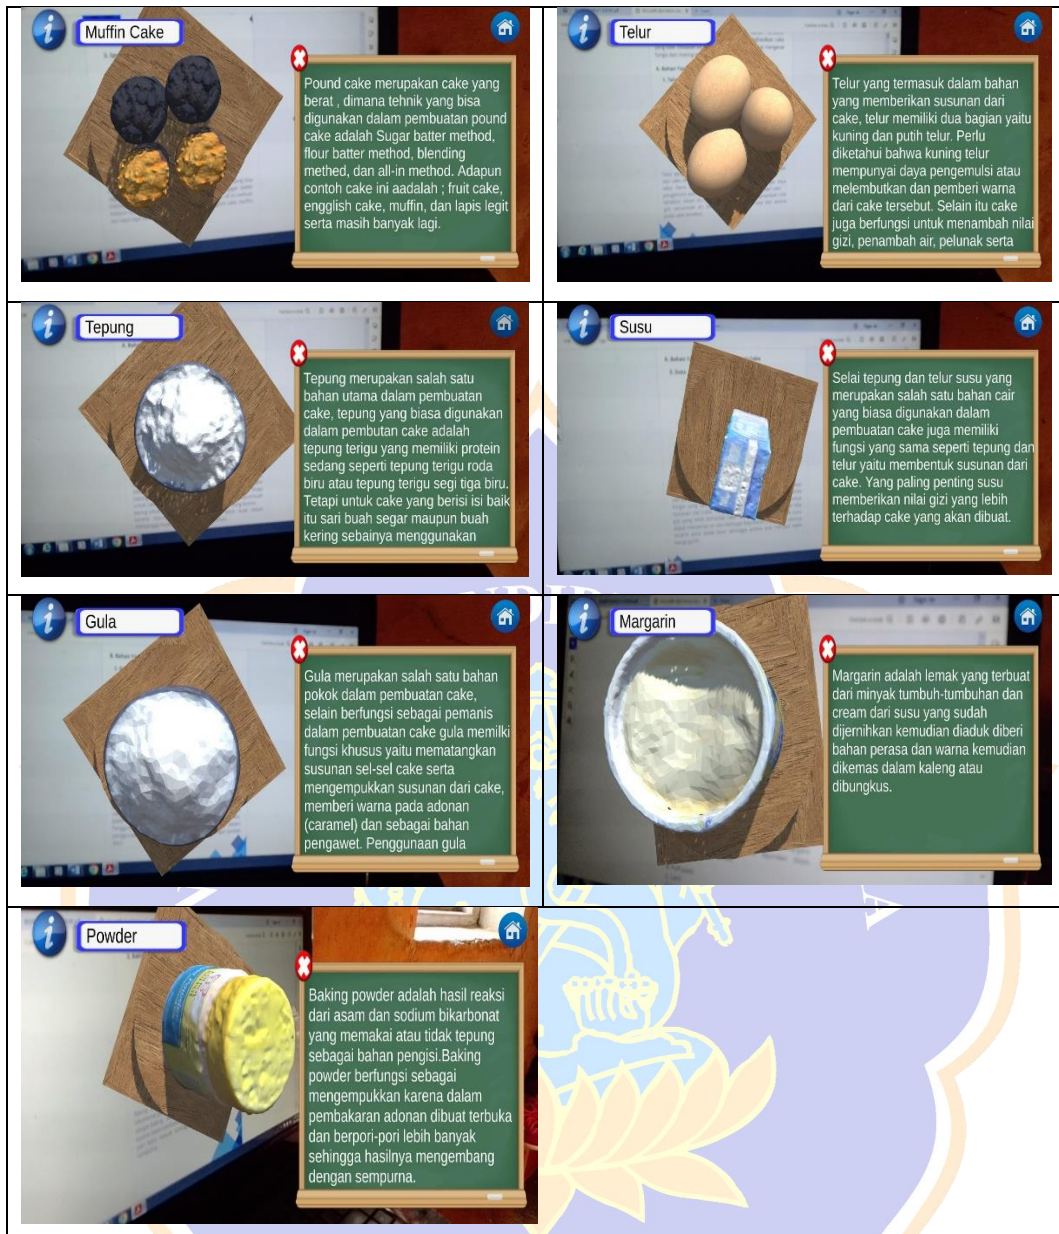 Muffin Cake
Pound cake merupakan cake yang
berat , dimana tehnik yang bisa
digunakan dalam pembuatan pound
cake adalah Sugar batter method,
flour batter method, blending
methed, dan all-in method. Adapun
contoh cake ini aadalah ; fruit cake,
engglish cake, muffin, dan lapis legit
serta masih banyak lagi.
Telur
Telur yang termasuk dalam bahan
yang memberikan susunan dari
cake, telur memiliki dua bagian yaitu
kuning dan putih telur. Perlu
diketahui bahwa kuning telur
mempunyai daya pengemulsi atau
melembutkan dan pemberi warna
dari cake tersebut. Selain itu cake
juga berfungsi untuk menambah nilai
gizi, penambah air, pelunak serta
Tepung
Tepung merupakan salah satu
bahan utama dalam pembuatan
cake, tepung yang biasa digunakan
dalam pembutan cake adalah
tepung terigu yang memiliki protein
sedang seperti tepung terigu roda
biru atau tepung terigu segi tiga biru.
Tetapi untuk cake yang berisi isi baik
itu sari buah segar maupun buah
kering sebainya menggunakan
Susu
Selai tepung dan telur susu yang
merupakan salah satu bahan cair
yang biasa digunakan dalam
pembuatan cake juga memiliki
fungsi yang sama seperti tepung dan
telur yaitu membentuk susunan dari
cake. Yang paling penting susu
memberikan nilai gizi yang lebih
terhadap cake yang akan dibuat.
Gula
Gula merupakan salah satu bahan
pokok dalam pembuatan cake,
selain berfungsi sebagai pemanis
dalam pembuatan cake gula memilki
fungsi khusus yaitu mematangkan
susunan sel-sel cake serta
mengempukkan susunan dari cake,
memberi warna pada adonan
(caramel) dan sebagai bahan
pengawet. Penggunaan gula
Margarin
Margarin adalah lemak yang terbuat
dari minyak tumbuh-tumbuhan dan
cream dari susu yang sudah
dijernihkan kemudian diaduk diberi
bahan perasa dan warna kemudian
dikemas dalam kaleng atau
dibungkus.
Powder
Baking powder adalah hasil reaksi
dari asam dan sodium bikarbonat
yang memakai atau tidak tepung
sebagai bahan pengisi.Baking
powder berfungsi sebagai
mengempukkan karena dalam
pembakaran adonan dibuat terbuka
dan berpori-pori lebih banyak
sehingga hasilnya mengembang
dengan sempurna.